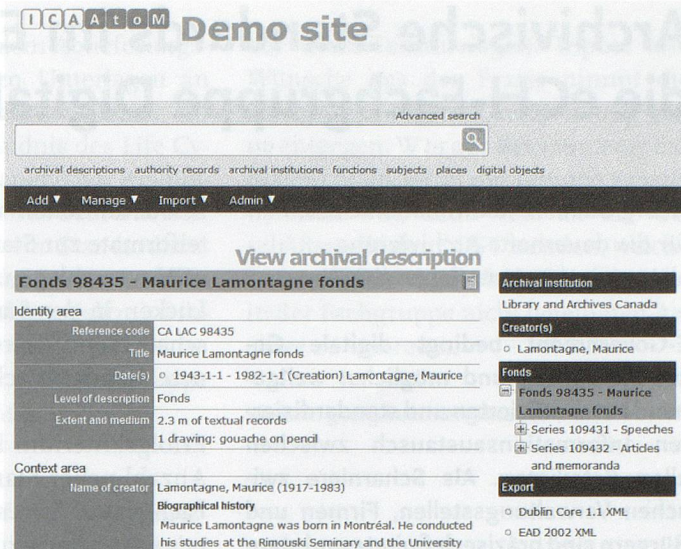 ICA AtoM Demo site
Advanced search
archival descriptions authority records archival institutions functions subjects places digital objects
Add ▼ Manage ▼ Import ▼ Admin ▼
View archival description
Fonds 98435 - Maurice Lamontagne fonds
Identity area
Reference code CA LAC 98435
Title Maurice Lamontagne fonds
Date(s) ○ 1943-1-1 - 1982-1-1 (Creation) Lamontagne, Maurice
Level of description Fonds
Extent and medium 2.3 m of textual records
1 drawing: gouache on pencil
Context area
Name of creator Lamontagne, Maurice (1917-1983)
Biographical history
Maurice Lamontagne was born in Montréal. He conducted
his studies at the Rimouski Seminary and the University
Archival institution
Library and Archives Canada
Creator(s)
○ Lamontagne, Maurice
Fonds
Fonds 98435 - Maurice
Lamontagne fonds
Series 109431 - Speeches
Series 109432 - Articles
and memoranda
Export
○ Dublin Core 1.1 XML
○ EAD 2002 XML